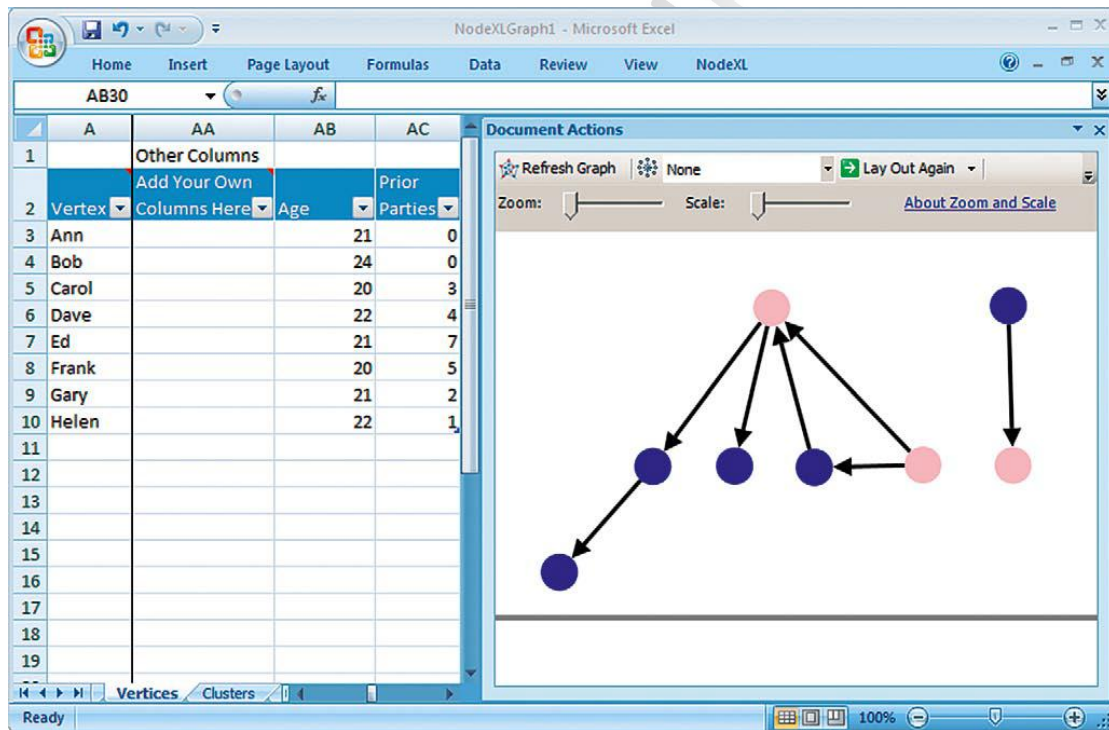 NodeXLGraph1 - Microsoft Excel
Home Insert Page Layout Formulas Data Review View NodeXL
AB30 fx
A AA AB AC
Document Actions
1 Other Columns
Refresh Graph None Lay Out Again
Zoom: Scale: About Zoom and Scale
Add Your Own Prior
2 Vertex Columns Here Age Parties
3 Ann 21 0
4 Bob 24 0
5 Carol 20 3
6 Dave 22 4
7 Ed 21 7
8 Frank 20 5
9 Gary 21 2
10 Helen 22 1
11
12
13
14
15
16
17
18
19
Vertices Clusters
Ready 100%